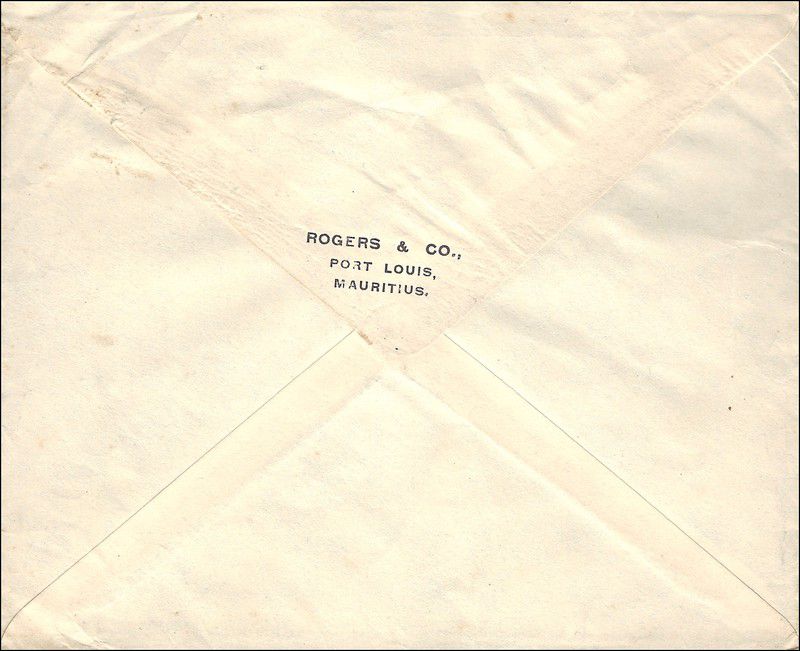 ROGERS & CO.,
PORT LOUIS,
MAURITIUS.